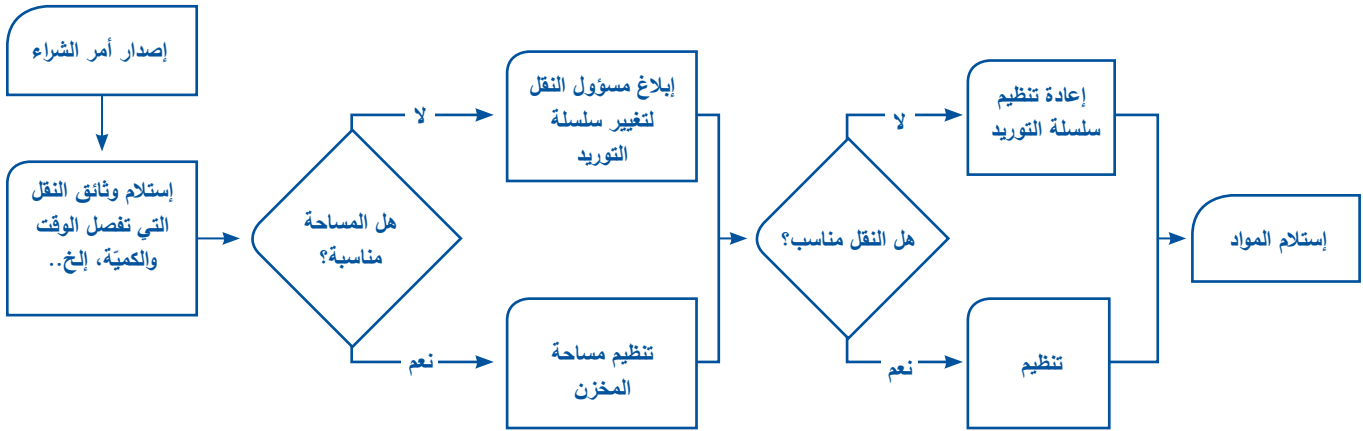 إصدار أمر الشراء
إستلام وثائق النقل
التي تفصل الوقت
والكميّة، إلخ..
هل المساحة
مناسبة؟
لا
إبلاغ مسؤول النقل
لتغيير سلسلة
التوريد
نعم
تنظيم مساحة
المخزن
هل النقل مناسب؟
لا
إعادة تنظيم
سلسلة التوريد
نعم
تنظيم
إستلام المواد